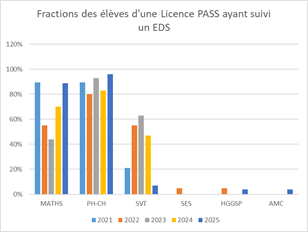 Fractions des élèves d'une Licence PASS ayant suivi
un EDS
120%
100%
80%
60%
40%
20%
0%
MATHS PH-CH SVT SES HGGSP AMC
2021 2022 2023 2024 2025